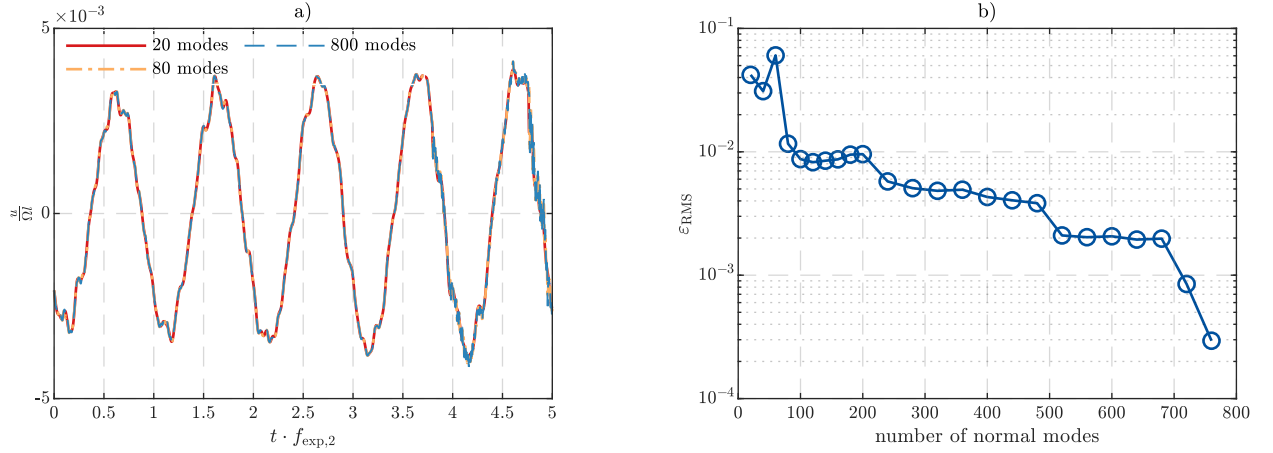 a)
×10⁻³
20 modes
800 modes
80 modes
5
0
-5
u/Ωl
0 0.5 1 1.5 2 2.5 3 3.5 4 4.5 5
t · f_exp,2
b)
10⁻¹
10⁻²
10⁻³
10⁻⁴
ε_RMS
0 100 200 300 400 500 600 700 800
number of normal modes